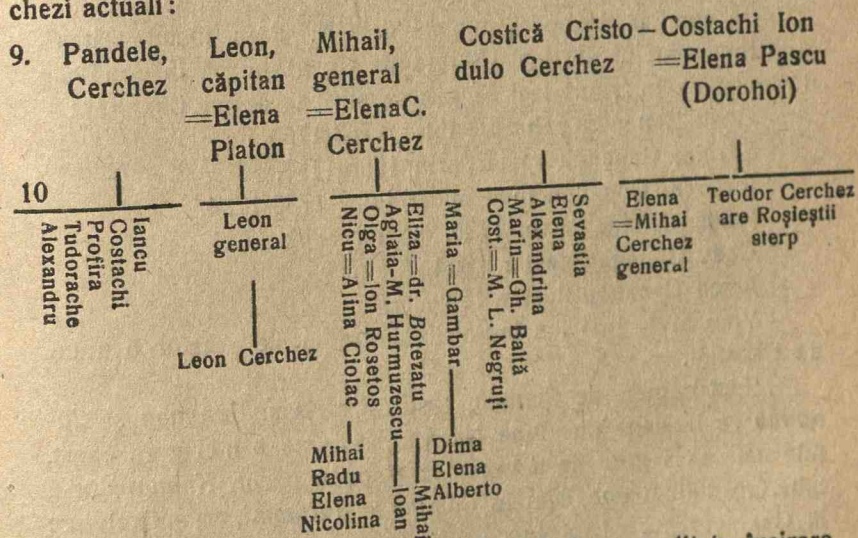 chezi actuali:
9. Pandele, Cerchez
Leon, căpitan =Elena Platon
Mihail, general =Elena C. Cerchez
Costică Cristo-
dulo Cerchez
Costachi Ion
=Elena Pascu
(Dorohoi)
10
Iancu
Costachi
Profira
Tudorache
Alexandru
Leon
general
Leon Cerchez
Maria =Gambar
Eliza =dr. Botezatu
Aglaia-M. Hurmuzescu
Olga =Ion Rosetos
Nicu=Alina Ciolac
Sevastia
Elena
Alexandrina
Marin=Gh. Baltă
Cost.=M. L. Negruți
Elena
=Mihai
Cerchez
general
Teodor Cerchez
are Roșieștii
sterp
Mihai
Radu
Elena
Nicolina
Ioan
Mihai
Dima
Elena
Alberto